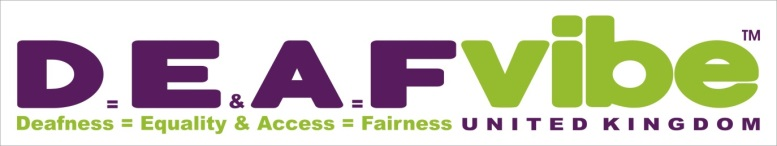 D.=E.&A.=Fvibe™
Deafness = Equality & Access = Fairness UNITED KINGDOM